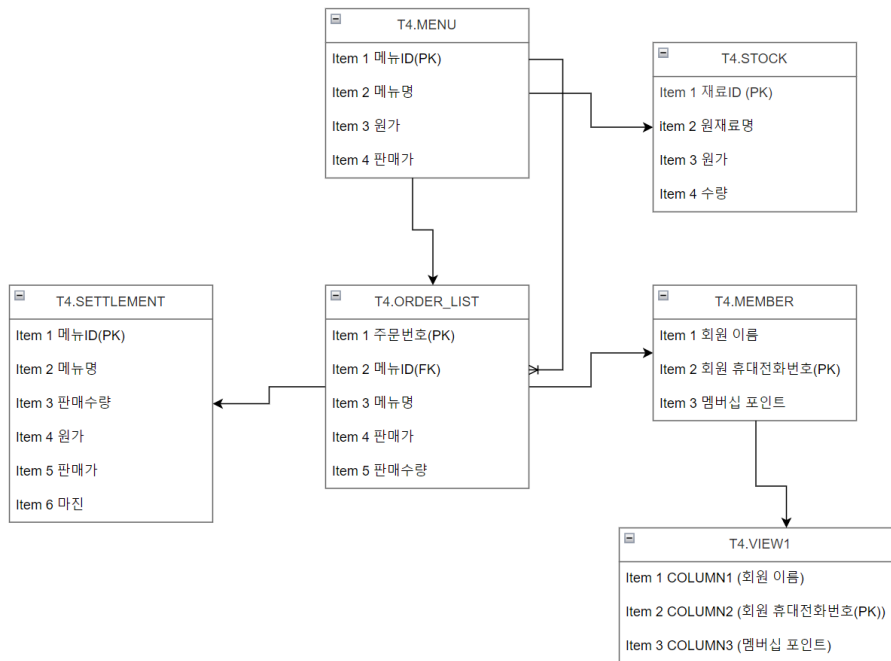 T4.MENU
Item 1 메뉴ID(PK)
Item 2 메뉴명
Item 3 원가
Item 4 판매가
T4.STOCK
Item 1 재료ID (PK)
item 2 원재료명
Item 3 원가
Item 4 수량
T4.SETTLEMENT
Item 1 메뉴ID(PK)
Item 2 메뉴명
Item 3 판매수량
Item 4 원가
Item 5 판매가
Item 6 마진
T4.ORDER_LIST
Item 1 주문번호(PK)
Item 2 메뉴ID(FK)
Item 3 메뉴명
Item 4 판매가
Item 5 판매수량
T4.MEMBER
Item 1 회원 이름
Item 2 회원 휴대전화번호(PK)
Item 3 멤버십 포인트
T4.VIEW1
Item 1 COLUMN1 (회원 이름)
Item 2 COLUMN2 (회원 휴대전화번호(PK))
Item 3 COLUMN3 (멤버십 포인트)